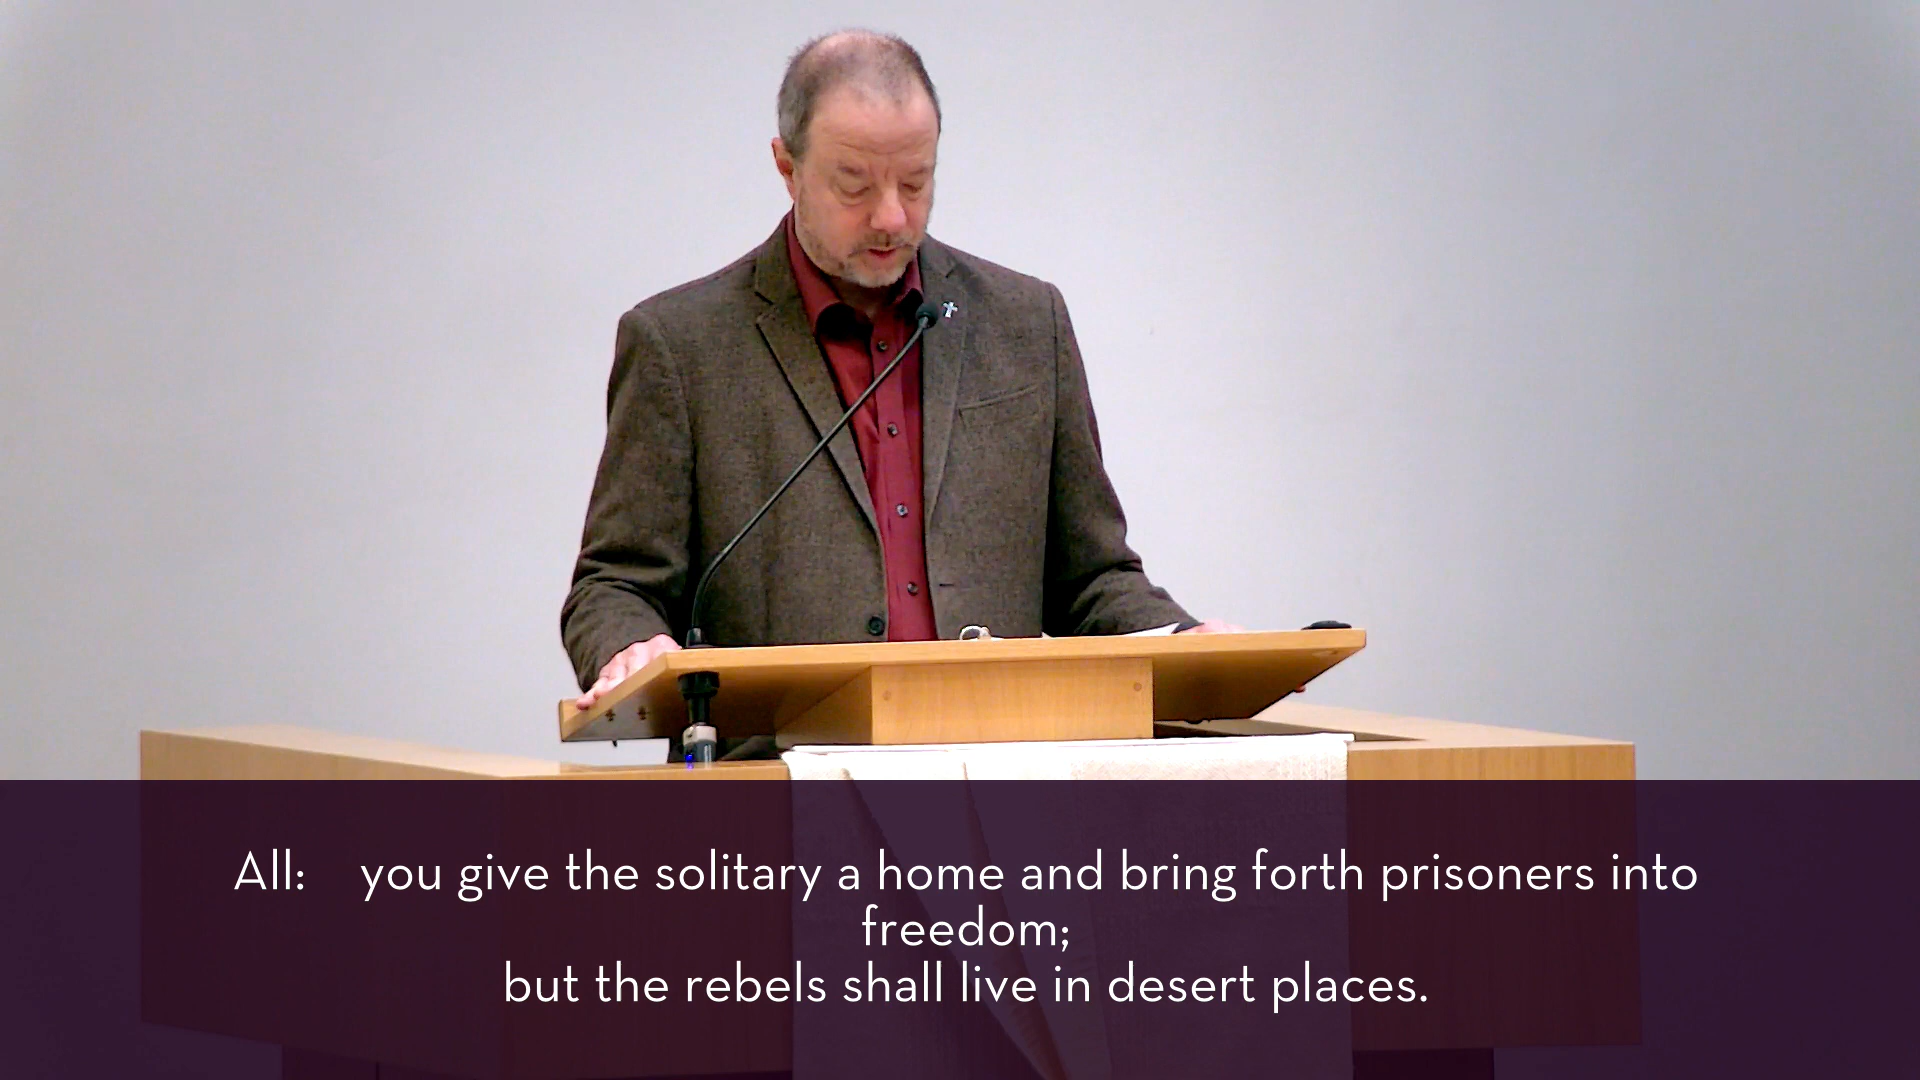 All: you give the solitary a home and bring forth prisoners into
freedom;
but the rebels shall live in desert places.